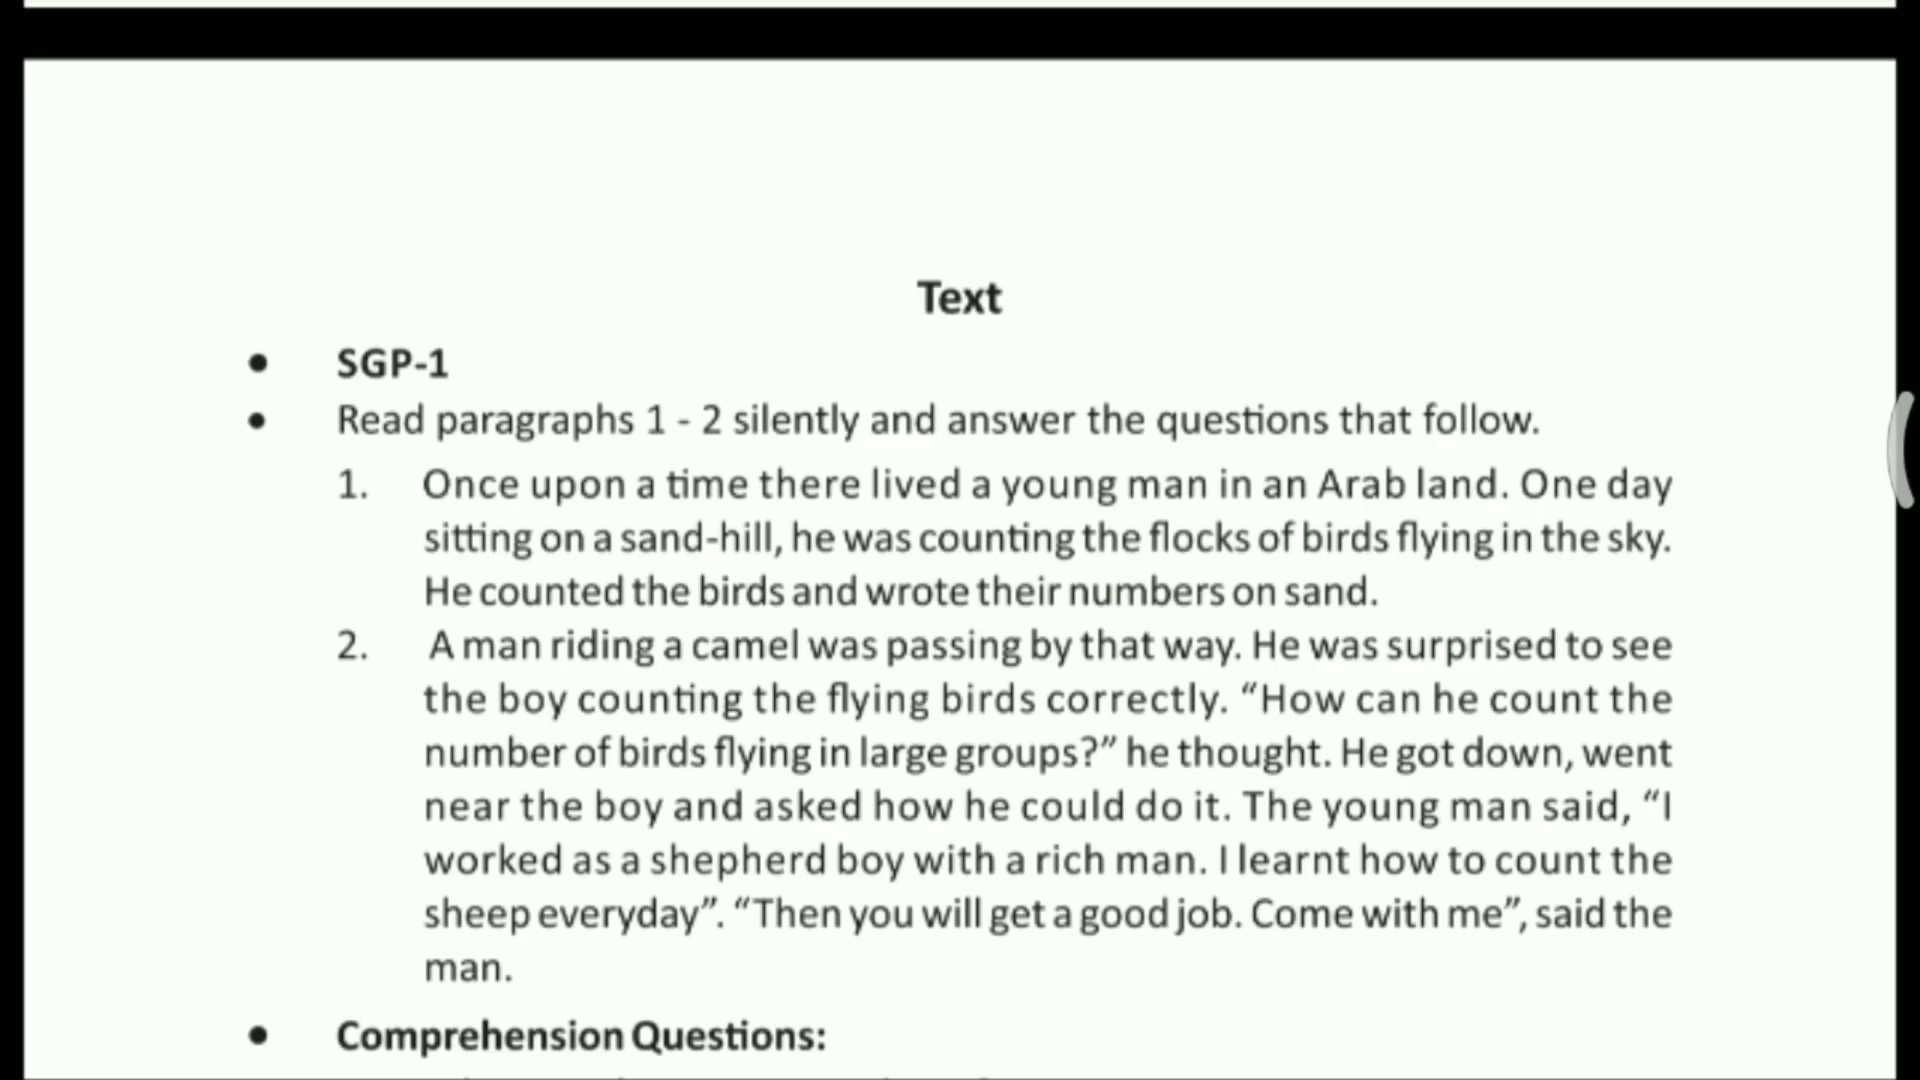 Text
• SGP-1
• Read paragraphs 1 - 2 silently and answer the questions that follow.
1. Once upon a time there lived a young man in an Arab land. One day
sitting on a sand-hill, he was counting the flocks of birds flying in the sky.
He counted the birds and wrote their numbers on sand.
2. A man riding a camel was passing by that way. He was surprised to see
the boy counting the flying birds correctly. “How can he count the
number of birds flying in large groups?” he thought. He got down, went
near the boy and asked how he could do it. The young man said, “I
worked as a shepherd boy with a rich man. I learnt how to count the
sheep everyday”. “Then you will get a good job. Come with me”, said the
man.
• Comprehension Questions: